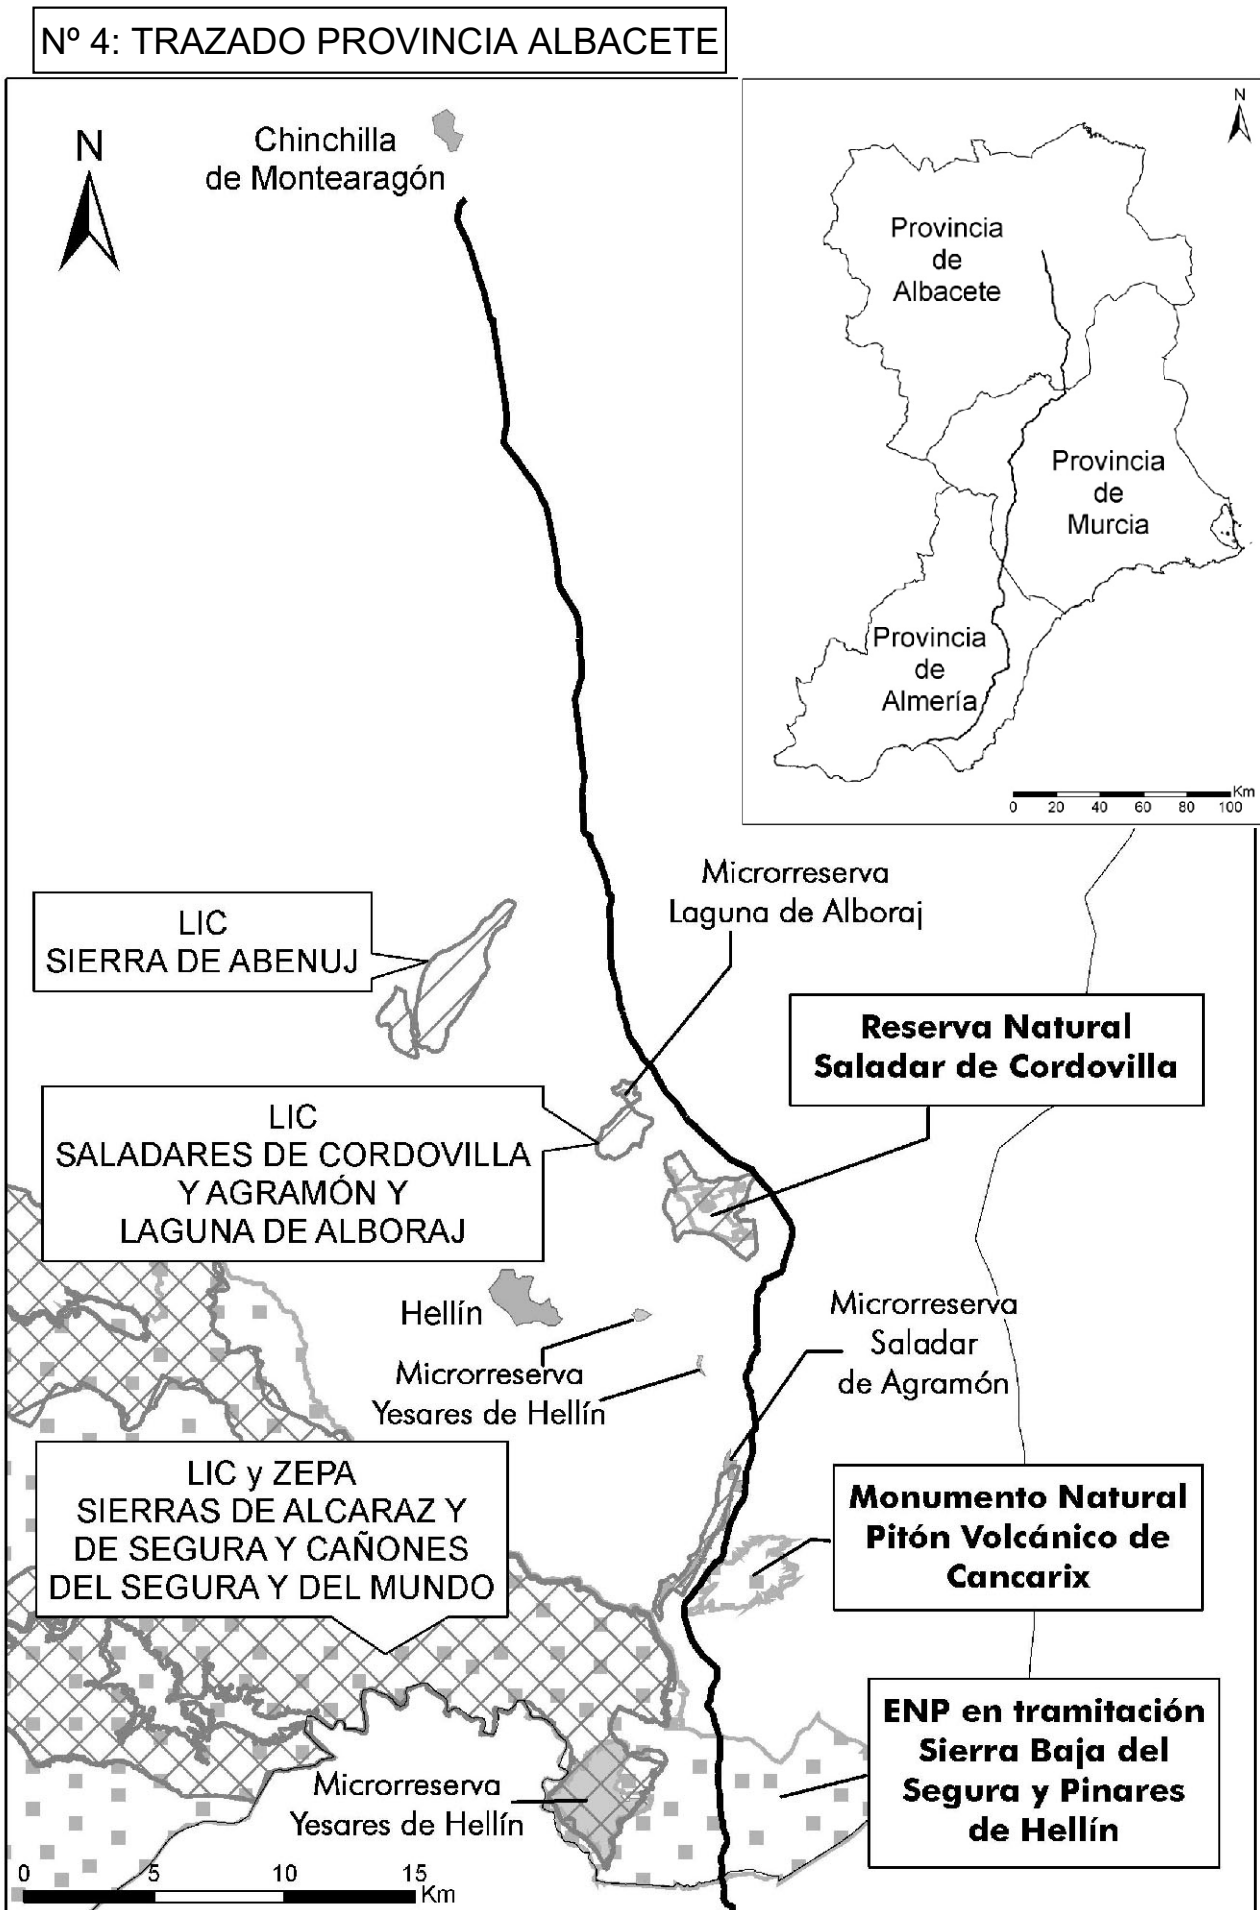 Nº 4: TRAZADO PROVINCIA ALBACETE
N
Chinchilla
de Montearagón
N
Provincia
de
Albacete
Provincia
de
Murcia
Provincia
de
Almería
Km
0 20 40 60 80 100
Microrreserva
Laguna de Alboraj
LIC
SIERRA DE ABENUJ
Reserva Natural
Saladar de Cordovilla
LIC
SALADARES DE CORDOVILLA
Y AGRAMÓN Y
LAGUNA DE ALBORAJ
Hellín
Microrreserva
Saladar
de Agramón
Microrreserva
Yesares de Hellín
LIC y ZEPA
SIERRAS DE ALCARAZ Y
DE SEGURA Y CAÑONES
DEL SEGURA Y DEL MUNDO
Monumento Natural
Pitón Volcánico de
Cancarix
ENP en tramitación
Sierra Baja del
Segura y Pinares
de Hellín
Microrreserva
Yesares de Hellín
0 5 10 15
Km